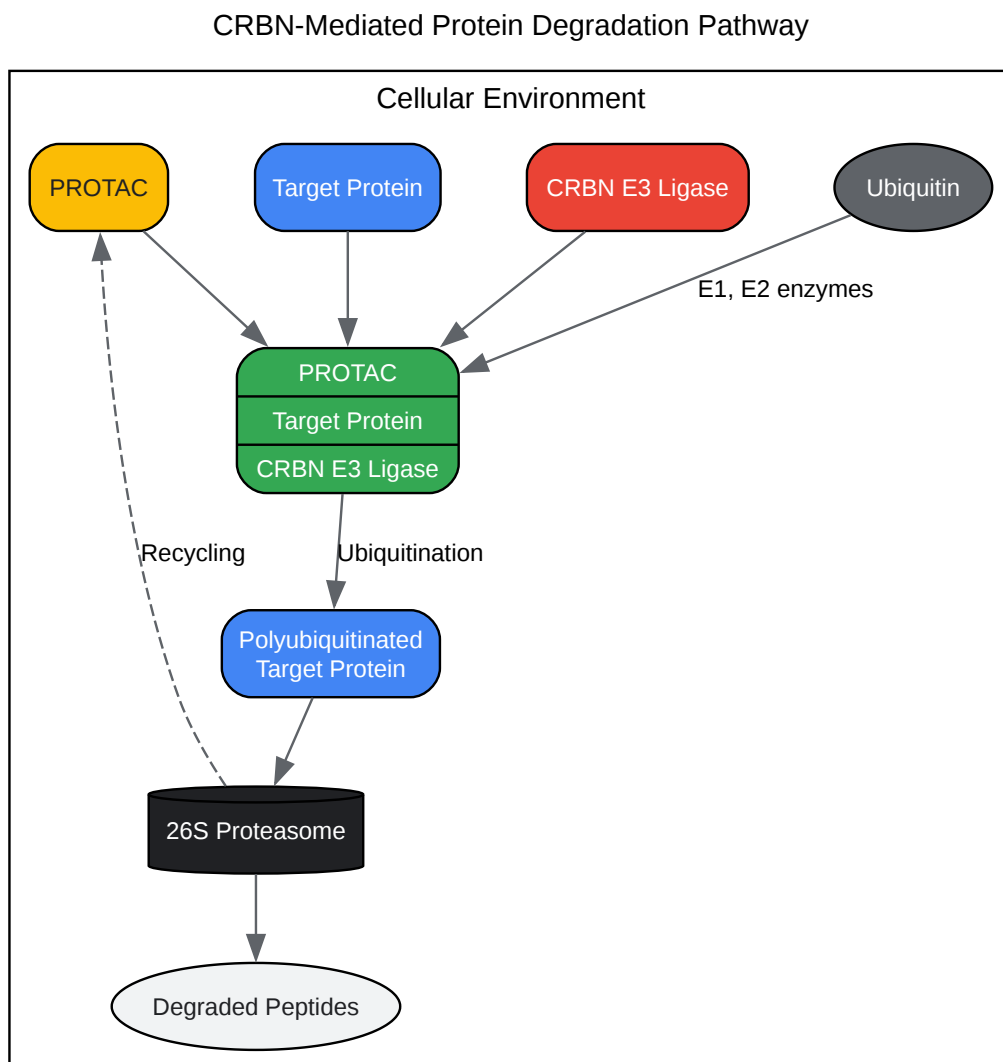 CRBN-Mediated Protein Degradation Pathway
Cellular Environment
PROTAC
Target Protein
CRBN E3 Ligase
Ubiquitin
E1, E2 enzymes
PROTAC
Target Protein
CRBN E3 Ligase
Recycling
Ubiquitination
Polyubiquitinated
Target Protein
26S Proteasome
Degraded Peptides